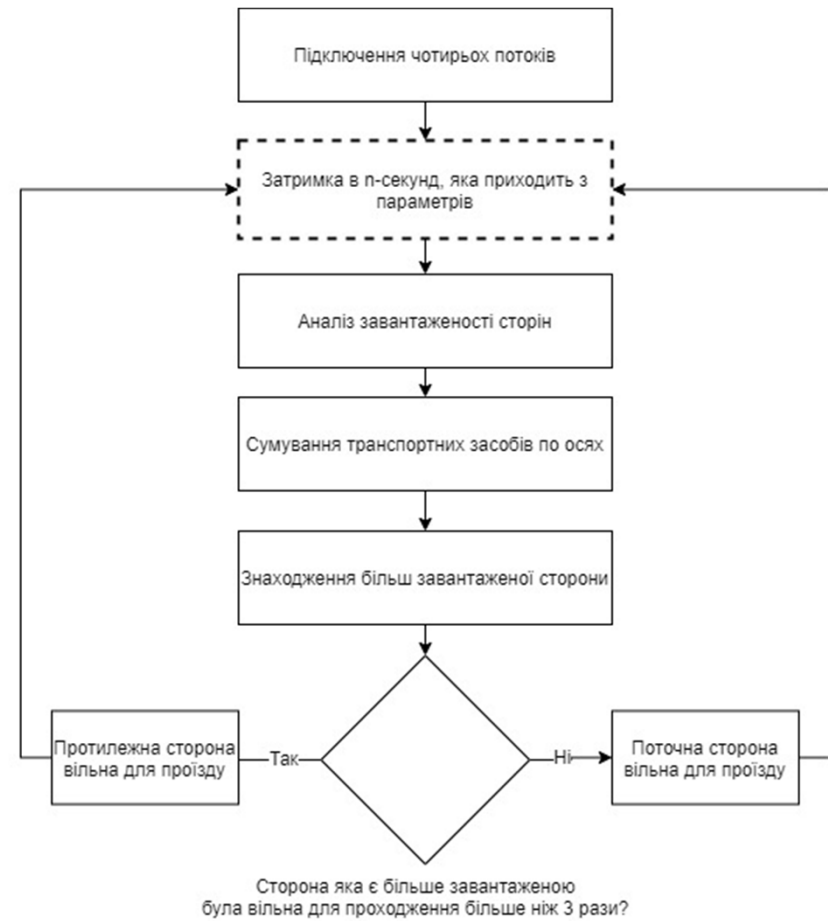 Підключення чотирьох потоків
Затримка в n-секунд, яка приходить з
параметрів
Аналіз завантаженості сторін
Сумування транспортних засобів по осях
Знаходження більш завантаженої сторони
Протилежна сторона
вільна для проїзду
Так
Ні
Поточна сторона
вільна для проїзду
Сторона яка є більше завантаженою
була вільна для проходження більше ніж 3 рази?